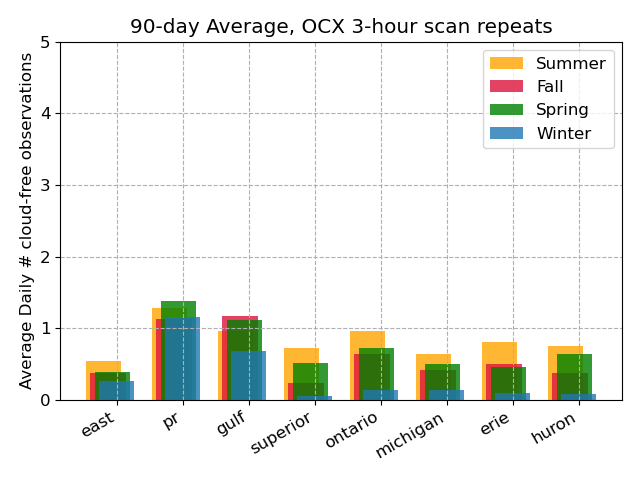 90-day Average, OCX 3-hour scan repeats
Average Daily # cloud-free observations
5
4
3
2
1
0
Summer
Fall
Spring
Winter
east
pr
gulf
superior
ontario
michigan
erie
huron